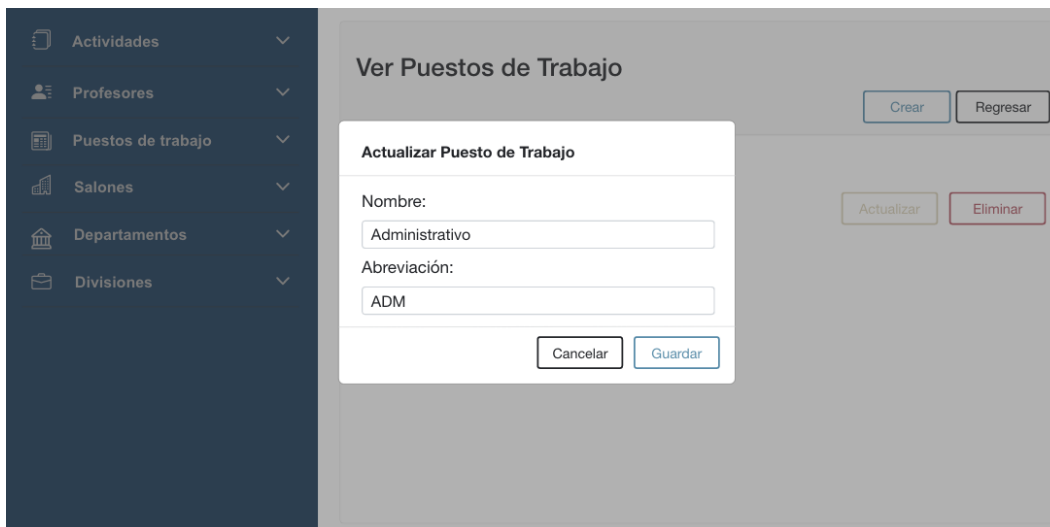 Actividades
Profesores
Puestos de trabajo
Salones
Departamentos
Divisiones
Ver Puestos de Trabajo
Crear
Regresar
Actualizar
Eliminar
Actualizar Puesto de Trabajo
Nombre:
Administrativo
Abreviación:
ADM
Cancelar
Guardar